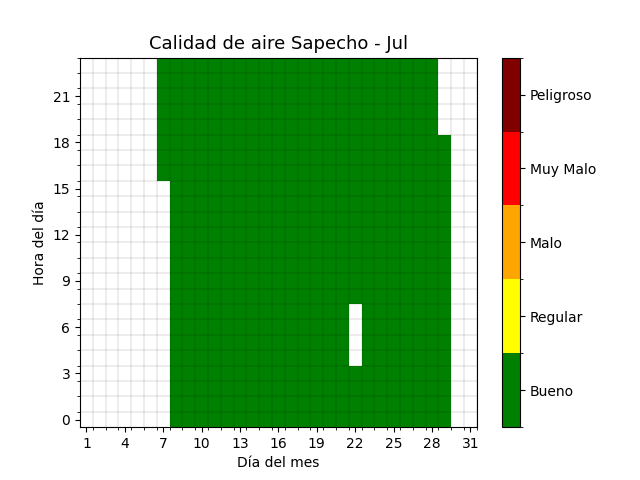 Calidad de aire Sapecho - Jul
Hora del día
21
18
15
12
9
6
3
0
1 4 7 10 13 16 19 22 25 28 31
Día del mes
Peligroso
Muy Malo
Malo
Regular
Bueno